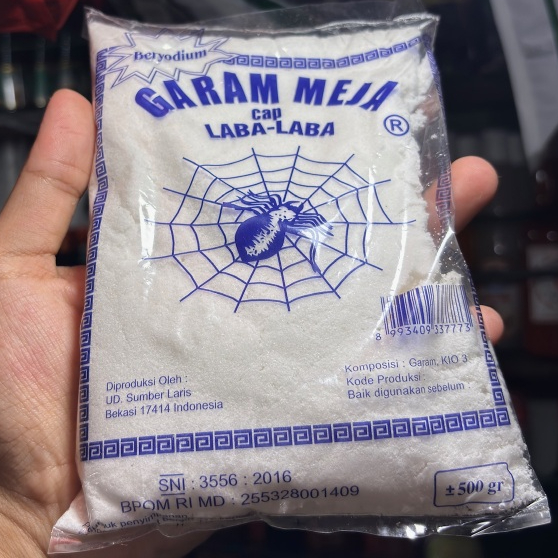 Beryodium
GARAM MEJA
cap
LABA-LABA
®
8 993409 137773
Diproduksi Oleh :
UD. Sumber Laris
Bekasi 17414 Indonesia
Komposisi : Garam, KIO 3
Kode Produksi :
Baik digunakan sebelum
SNI : 3556 : 2016
BPOM RI MD : 255328001409
± 500 gr